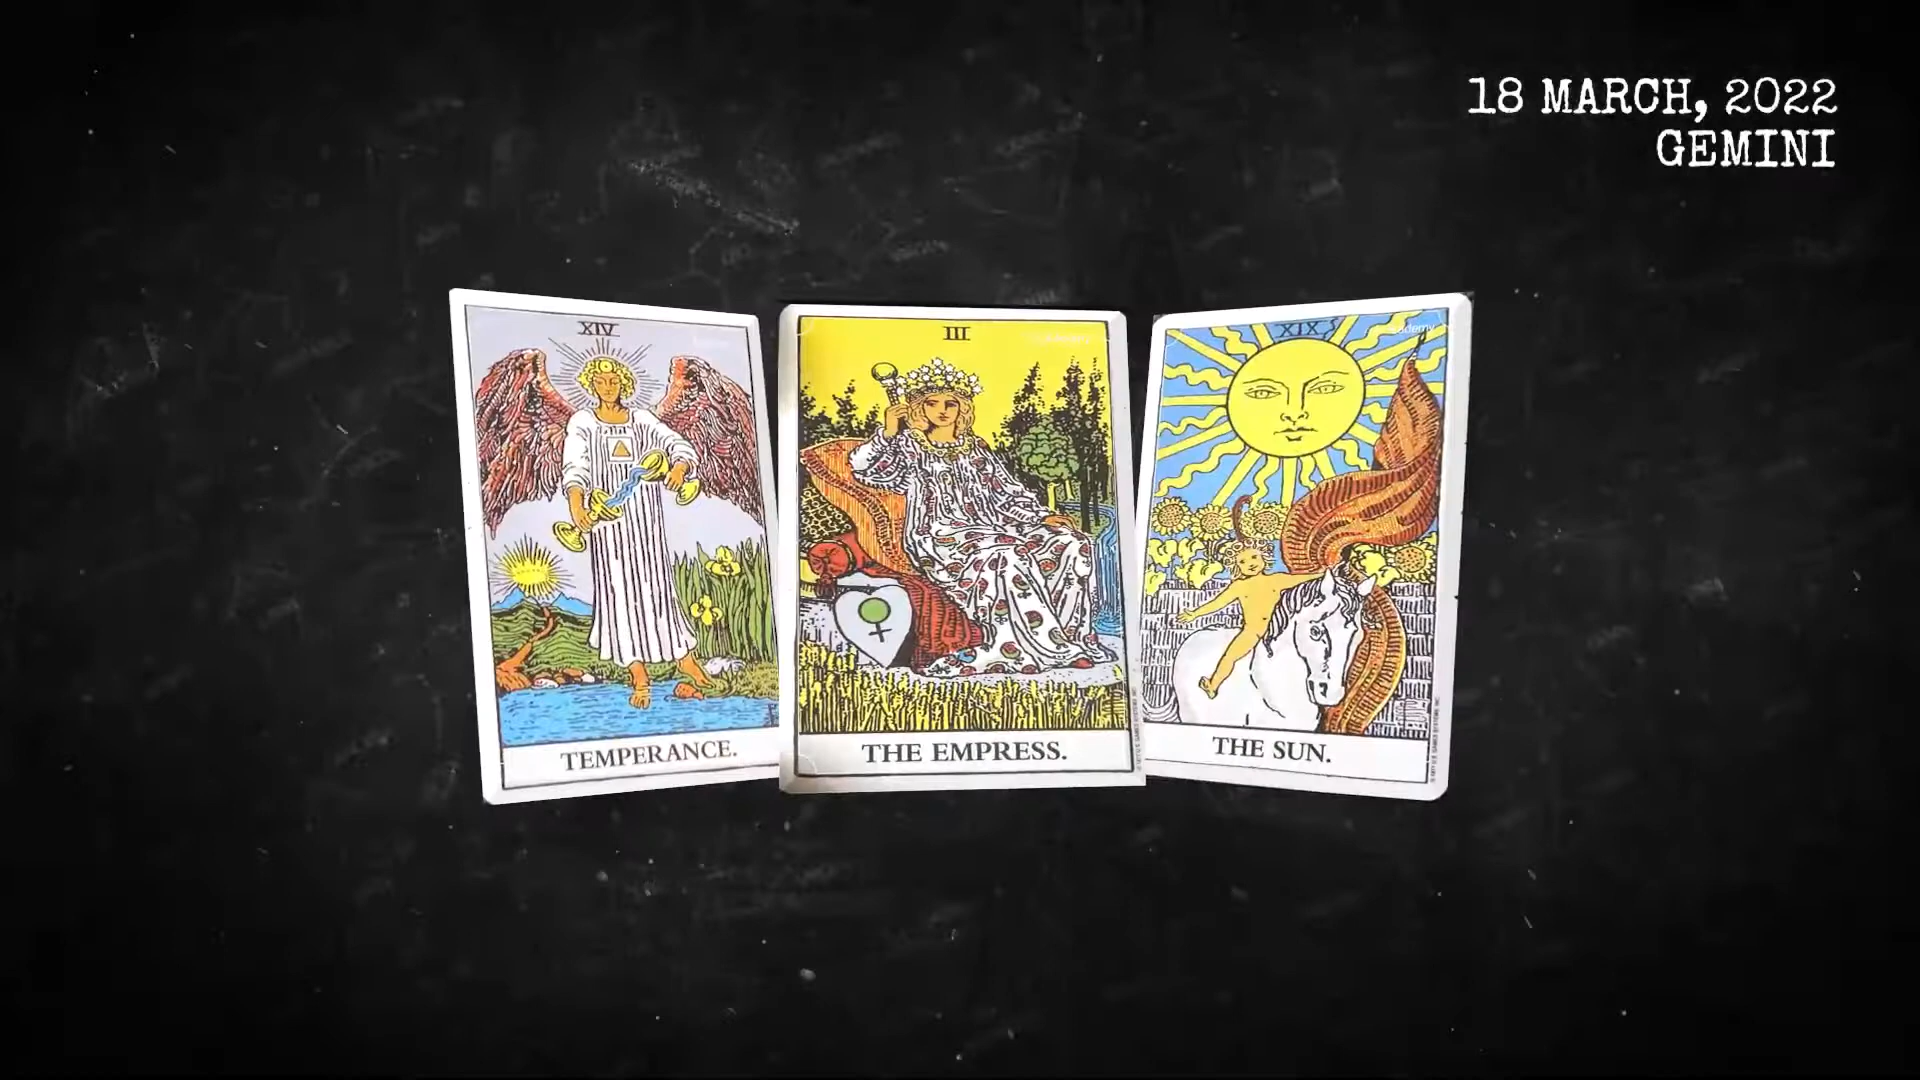 18 MARCH, 2022
GEMINI
XIV
III
XIX
TEMPERANCE.
THE EMPRESS.
THE SUN.